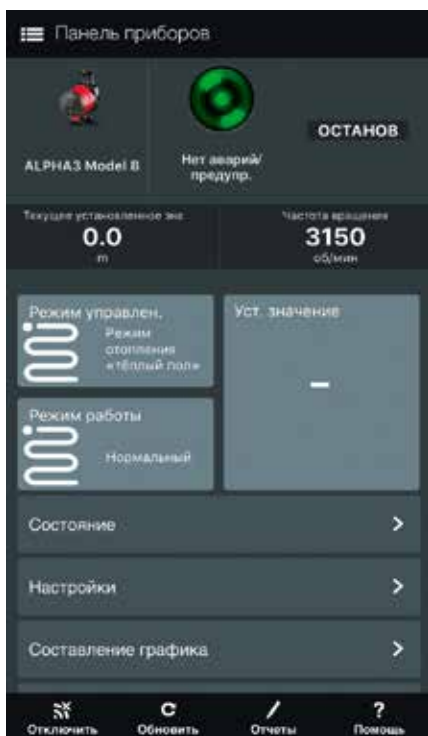 Панель приборов
ALPHA3 Model B
Нет аварий/
предупр.
ОСТАНОВ
Текущее установленное зне
0.0
m
Частота вращения
3150
об/мин
Режим управлен.
Режим
отопления
«тёплый пол»
Уст. значение
–
Режим работы
Нормальный
Состояние
Настройки
Составление графика
Отключить
Обновить
Отчеты
Помощь
?